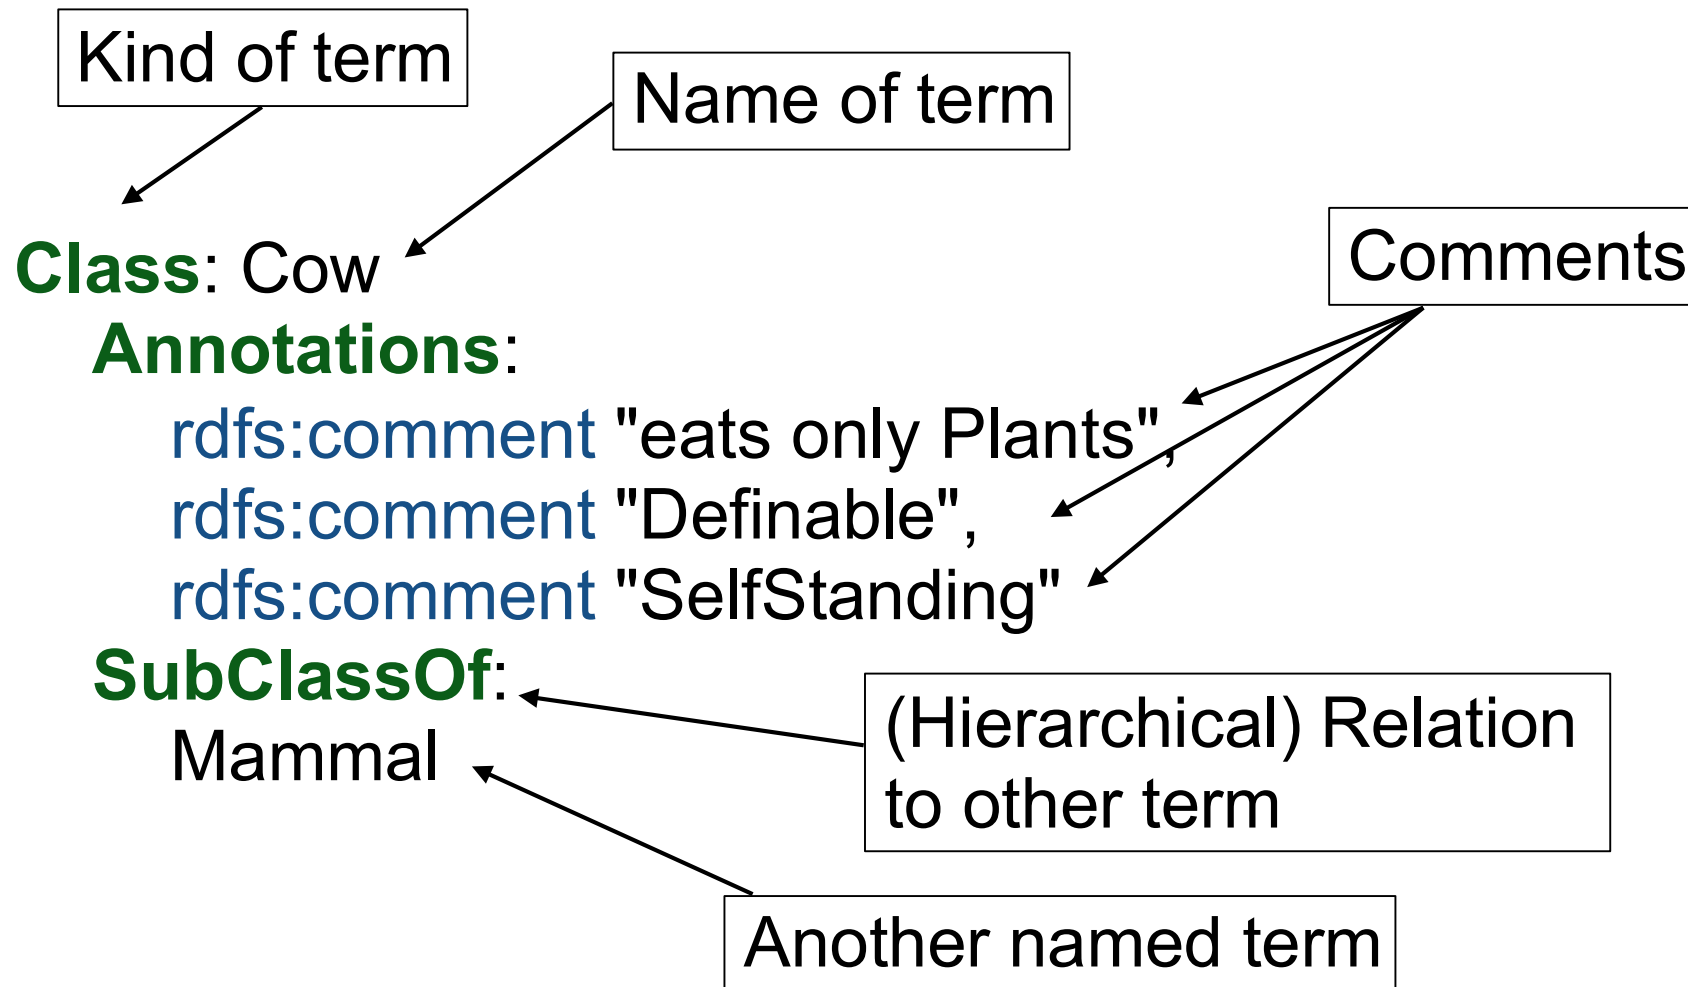 Kind of term
Name of term
Class: Cow
Comments
Annotations:
rdfs:comment "eats only Plants",
rdfs:comment "Definable",
rdfs:comment "SelfStanding"
SubClassOf:
(Hierarchical) Relation
to other term
Mammal
Another named term